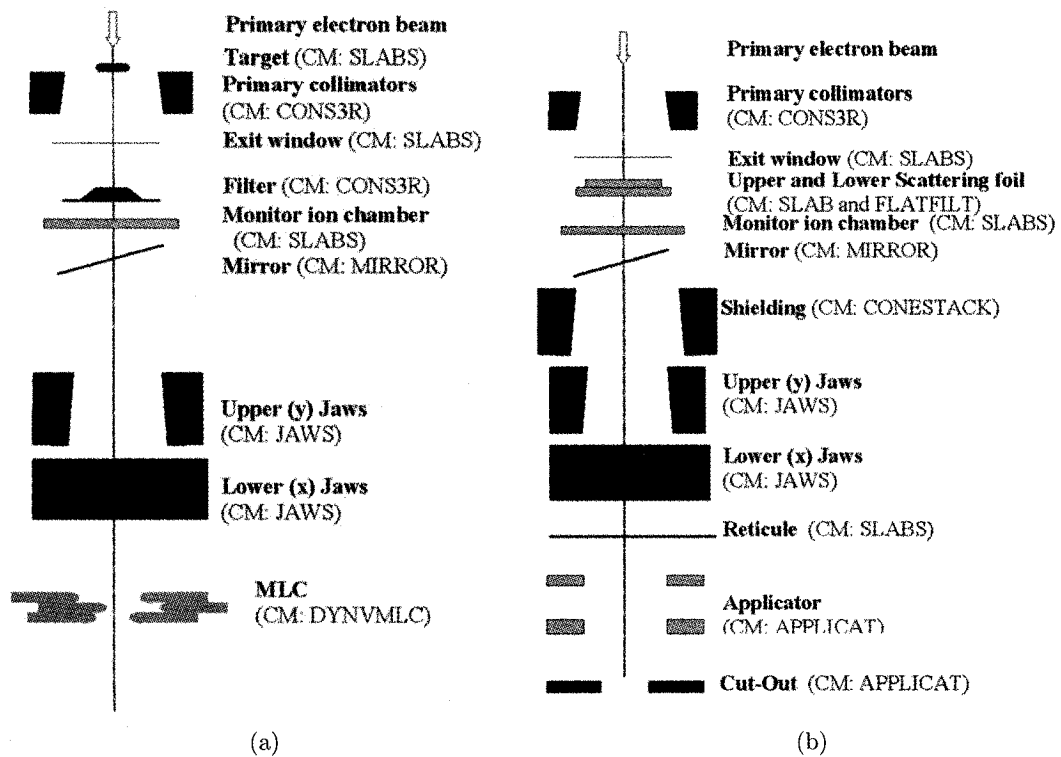 Primary electron beam
Target (CM: SLABS)
Primary collimators
(CM: CONS3R)
Exit window (CM: SLABS)
Filter (CM: CONS3R)
Monitor ion chamber
(CM: SLABS)
Mirror (CM: MIRROR)
Upper (y) Jaws
(CM: JAWS)
Lower (x) Jaws
(CM: JAWS)
MLC
(CM: DYNVMLC)
(a)
Primary electron beam
Primary collimators
(CM: CONS3R)
Exit window (CM: SLABS)
Upper and Lower Scattering foil
(CM: SLAB and FLATFILT)
Monitor ion chamber (CM: SLABS)
Mirror (CM: MIRROR)
Shielding (CM: CONESTACK)
Upper (y) Jaws
(CM: JAWS)
Lower (x) Jaws
(CM: JAWS)
Reticule (CM: SLABS)
Applicator
(CM: APPLICAT)
Cut-Out (CM: APPLICAT)
(b)